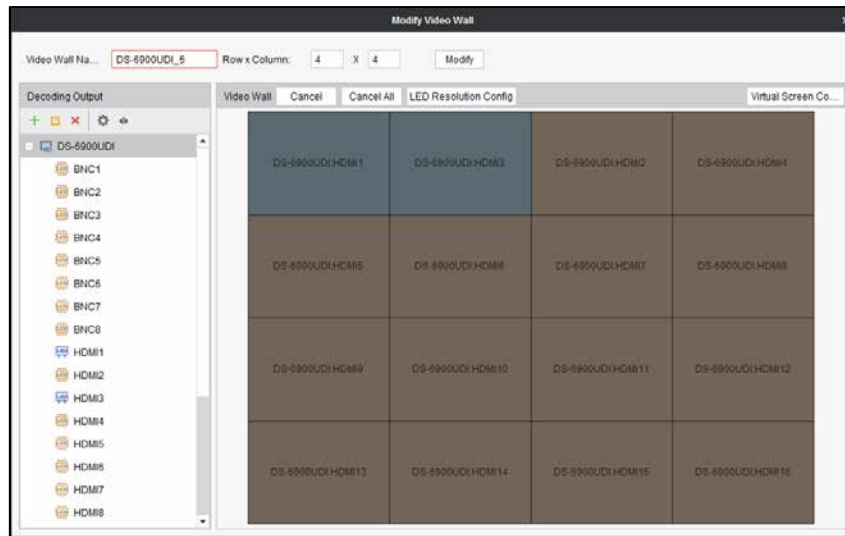 Modify Video Wall
Video Wall Na... DS-6900UDI_5 Row x Column: 4 X 4 Modify
Decoding Output
Video Wall Cancel Cancel All LED Resolution Config Virtual Screen Co...
DS-6900UDI
BNC1
BNC2
BNC3
BNC4
BNC5
BNC6
BNC7
BNC8
HDMI1
HDMI2
HDMI3
HDMI4
HDMI5
HDMI6
HDMI7
HDMI8
DS-6900UDI:HDMI1 DS-6900UDI:HDMI3 DS-6900UDI:HDMI2 DS-6900UDI:HDMI4
DS-6900UDI:HDMI5 DS-6900UDI:HDMI6 DS-6900UDI:HDMI7 DS-6900UDI:HDMI8
DS-6900UDI:HDMI9 DS-6900UDI:HDMI10 DS-6900UDI:HDMI11 DS-6900UDI:HDMI12
DS-6900UDI:HDMI13 DS-6900UDI:HDMI14 DS-6900UDI:HDMI15 DS-6900UDI:HDMI16